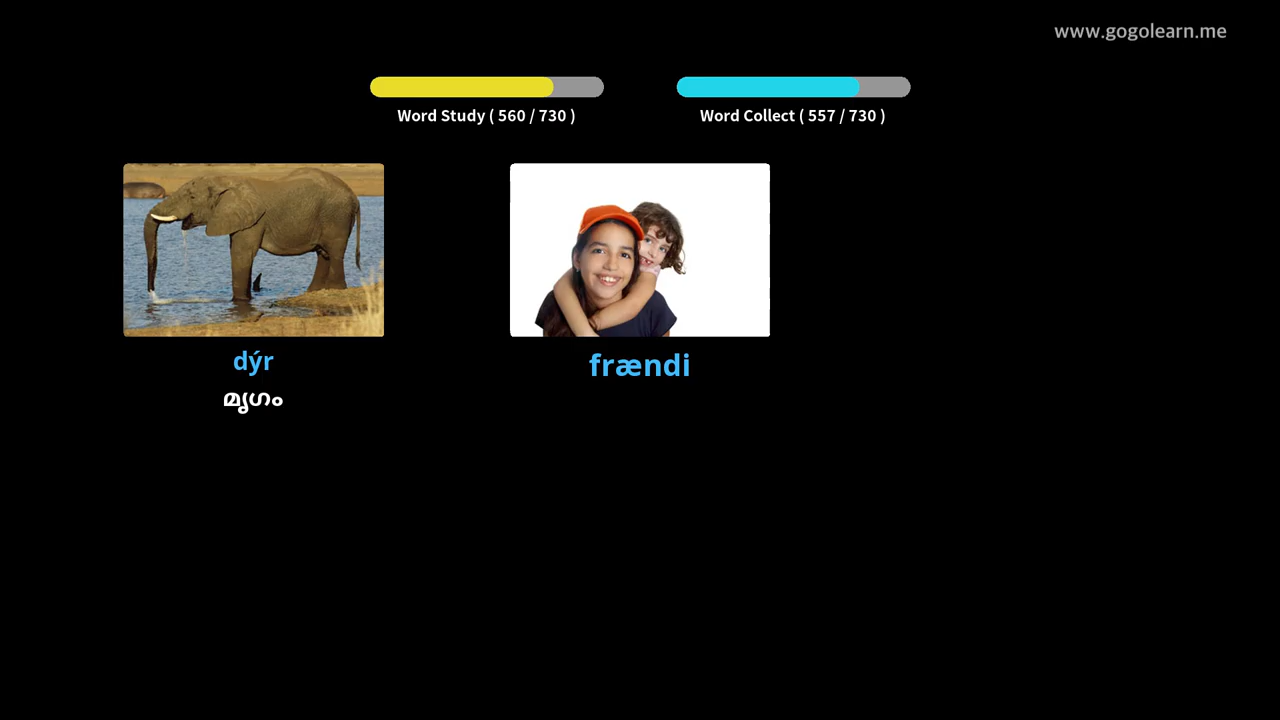 www.gogolearn.me
Word Study ( 560 / 730 )
Word Collect ( 557 / 730 )
dýr
മൃഗം
frændi